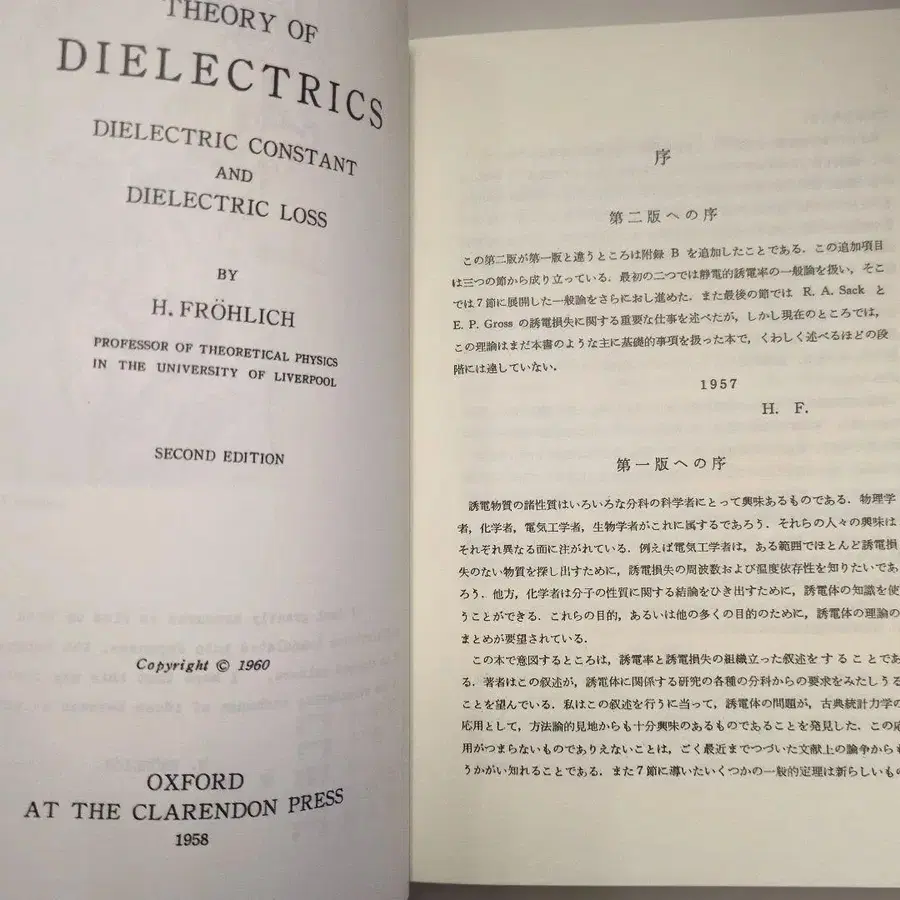 THEORY OF
DIELECTRICS
DIELECTRIC CONSTANT
AND
DIELECTRIC LOSS
BY
H. FRÖHLICH
PROFESSOR OF THEORETICAL PHYSICS
IN THE UNIVERSITY OF LIVERPOOL
SECOND EDITION
Copyright © 1960
OXFORD
AT THE CLARENDON PRESS
1958
序
第二版への序
この第二版が第一版と違うところは附録 B を追加したことである．この追加項目
は三つの節から成り立っている．最初の二つでは静電的誘電率の一般論を扱い，そこ
では7節に展開した一般論をさらにおし進めた．また最後の節では R. A. Sack と
E. P. Gross の誘電損失に関する重要な仕事を述べたが，しかし現在のところでは，
この理論はまだ本書のような主に基礎的事項を扱った本で，くわしく述べるほどの段
階には達していない．
1957
H. F.
第一版への序
誘電物質の諸性質はいろいろな分科の科学者にとって興味あるものである．物理学
者，化学者，電気工学者，生物学者がこれに属するであろう．それらの人々の興味は
それぞれ異なる面に注がれている．例えば電気工学者は，ある範囲でほとんど誘電損
失のない物質を探し出すために，誘電損失の周波数および温度依存性を知りたいであ
ろう．他方，化学者は分子の性質に関する結論をひき出すために，誘電体の知識を使
うことができる．これらの目的，あるいは他の多くの目的のために，誘電体の理論の
まとめが要望されている．
この本で意図するところは，誘電率と誘電損失の組織立った叙述をすることであ
る．著者はこの叙述が，誘電体に関係する研究の各種の分科からの要求をみたしうる
ことを望んでいる．私はこの叙述を行うに当って，誘電体の問題が，古典統計力学の
応用として，方法論的見地からも十分興味のあるものであることを発見した．この応
用がつまらないものでありえないことは，ごく最近までつづいた文献上の論争からも
うかがい知れることである．また7節に導いたいくつかの一般的定理は新らしいもの